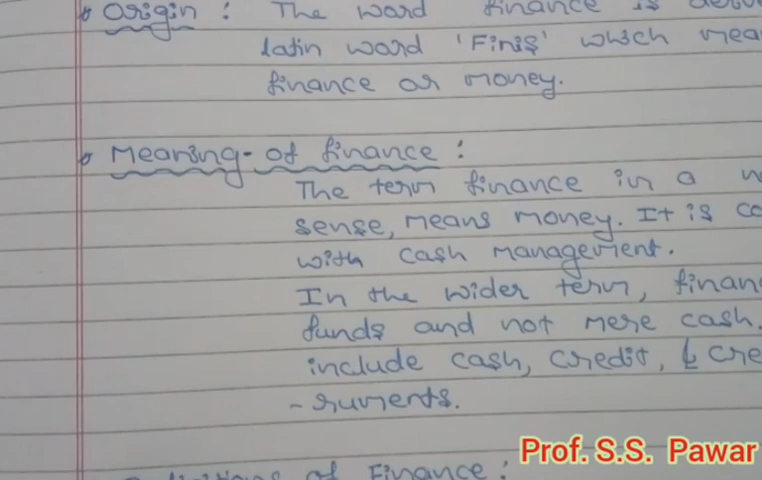 Origin : The word finance is
latin word 'Finis' which
finance or money.
Meaning of finance :
The term finance in a
sense, means money. It is
with cash management.
In the wider term,
funds and not mere cash.
include cash, credit, &
-ruments.
of Finance :
Prof. S.S. Pawar